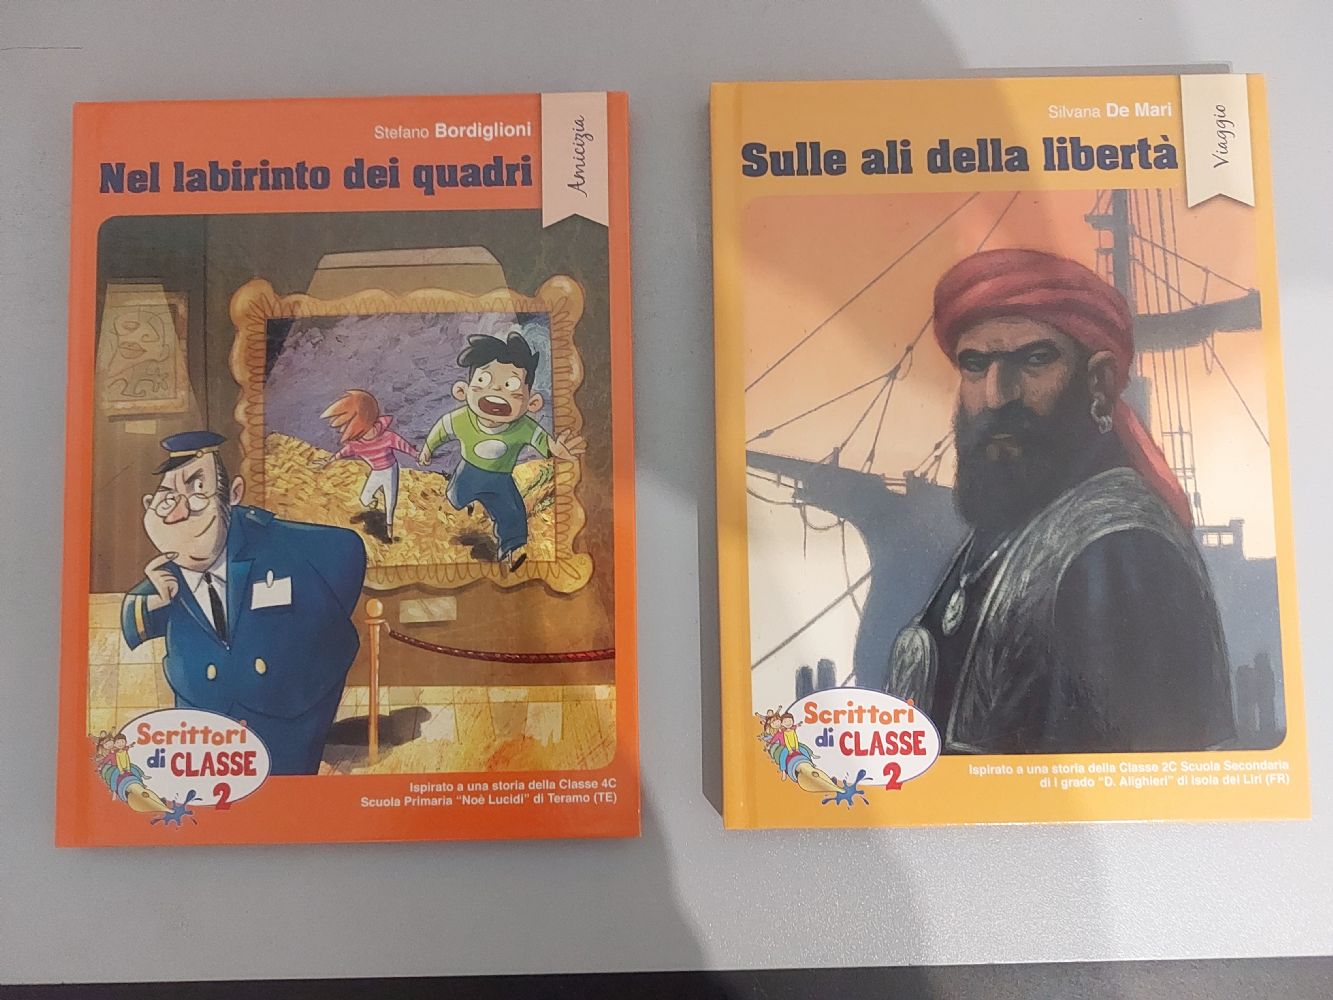 Stefano Bordiglioni
Nel labirinto dei quadri
Amicizia
Scrittori
di CLASSE
2
Ispirato a una storia della Classe 4C
Scuola Primaria "Noè Lucidi" di Teramo (TE)
Silvana De Mari
Sulle ali della libertà
Viaggio
Scrittori
di CLASSE
2
Ispirato a una storia della Classe 2C Scuola Secondaria
di I grado "D. Alighieri" di Isola del Liri (FR)